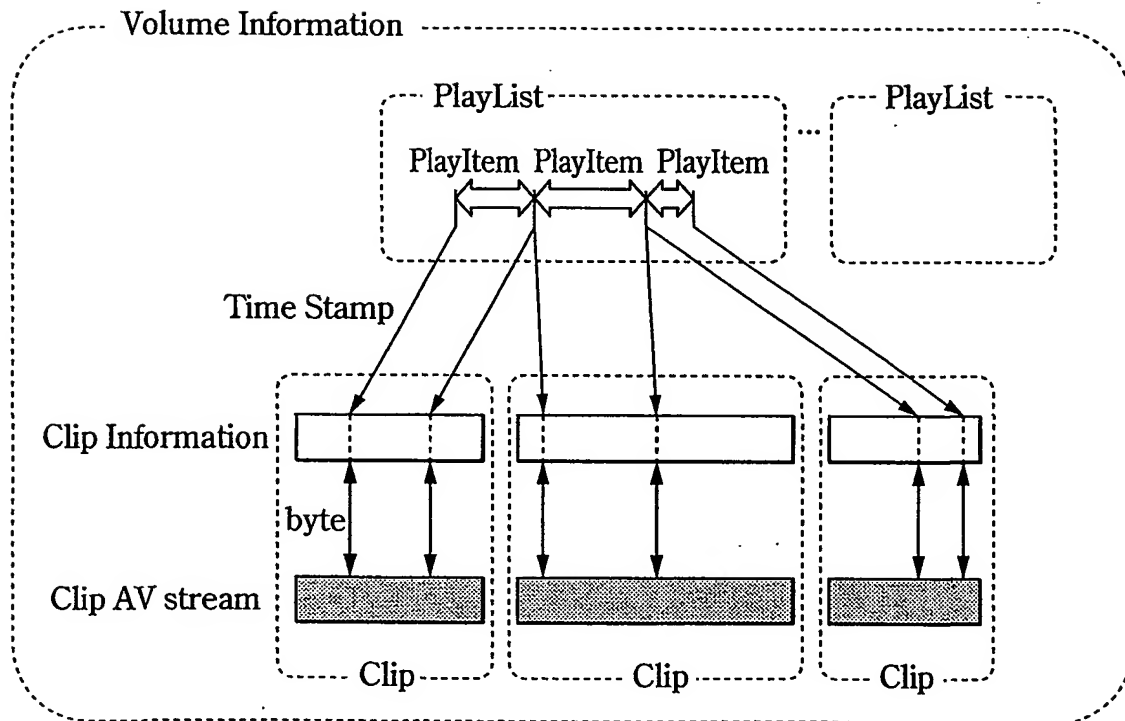 Volume Information
PlayList
...
PlayList
PlayItem PlayItem PlayItem
Time Stamp
Clip Information
byte
Clip AV stream
Clip
Clip
Clip